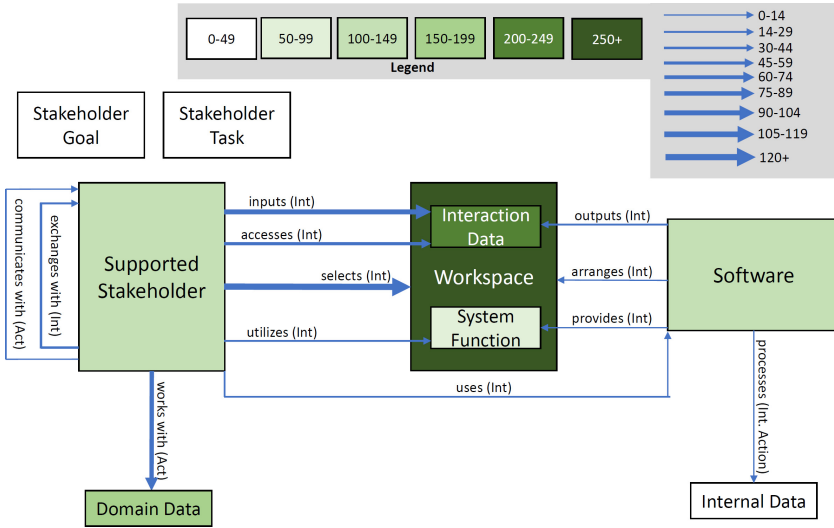 0-49
50-99
100-149
150-199
200-249
250+
Legend
0-14
14-29
30-44
45-59
60-74
75-89
90-104
105-119
120+
Stakeholder
Goal
Stakeholder
Task
communicates with (Act)
exchanges with (Int)
Supported
Stakeholder
inputs (Int)
accesses (Int)
selects (Int)
utilizes (Int)
Interaction
Data
Workspace
System
Function
outputs (Int)
arranges (Int)
provides (Int)
Software
uses (Int)
works with (Act)
processes (Int. Action)
Domain Data
Internal Data